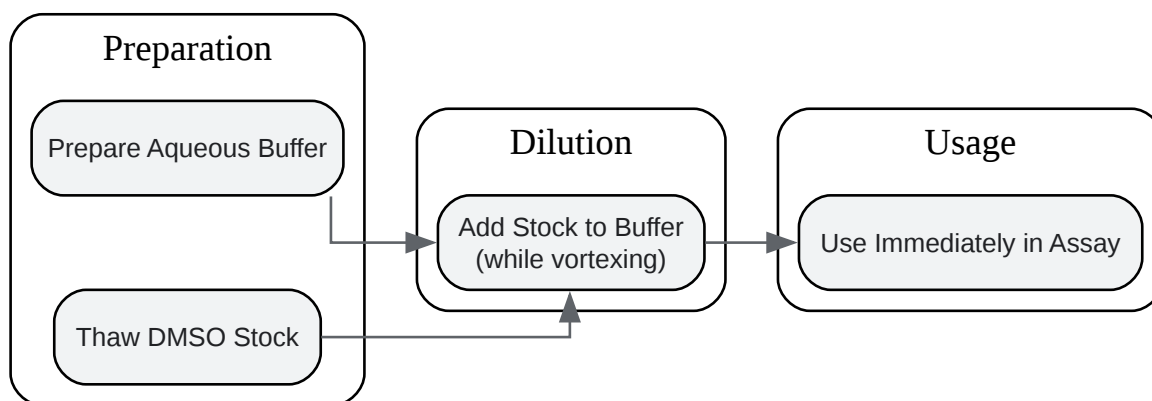 Preparation
Prepare Aqueous Buffer
Thaw DMSO Stock
Dilution
Add Stock to Buffer
(while vortexing)
Usage
Use Immediately in Assay